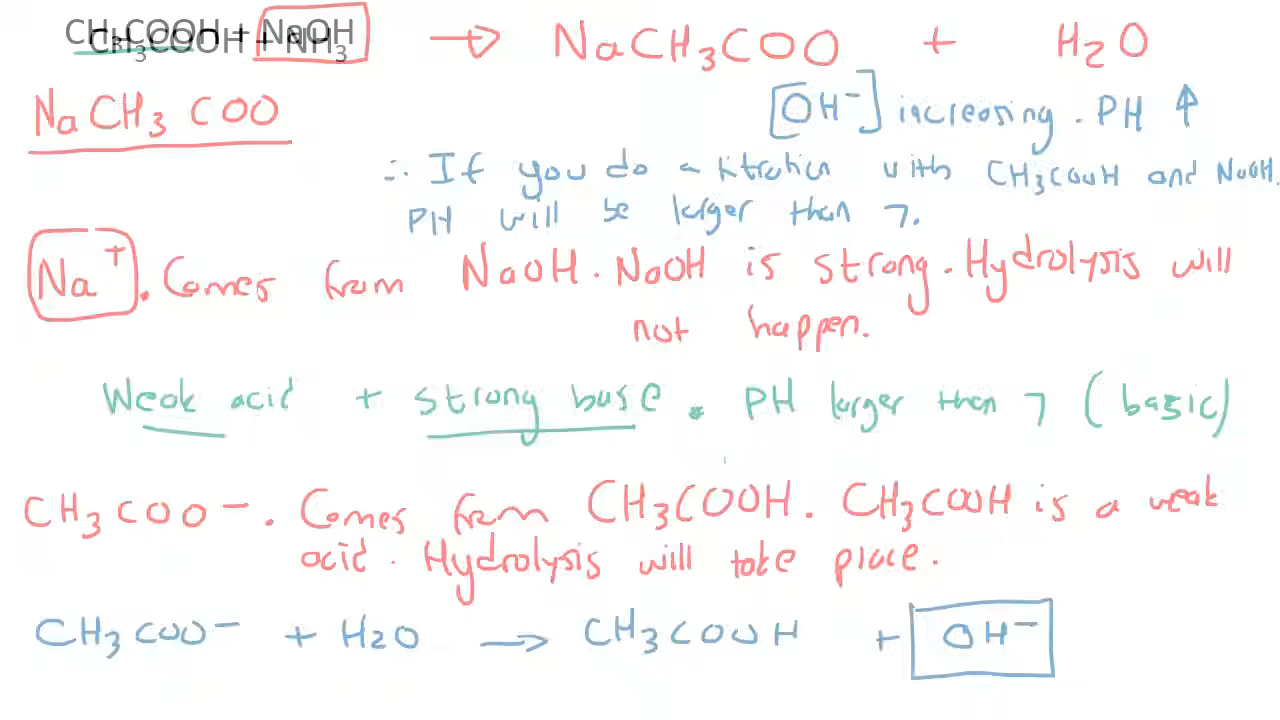 CH₃COOH + NaOH → NaCH₃COO + H₂O
CH₃COOH + NH₃
NaCH₃COO
[OH⁻] increasing. PH ↑
∴ If you do a titration with CH₃COOH and NaOH.
PH will be larger than 7.
Na⁺. Comes from NaOH. NaOH is strong. Hydrolysis will
not happen.
Weak acid + strong base. PH larger than 7 (basic)
CH₃COO⁻. Comes from CH₃COOH. CH₃COOH is a weak
acid. Hydrolysis will take place.
CH₃COO⁻ + H₂O → CH₃COOH + OH⁻